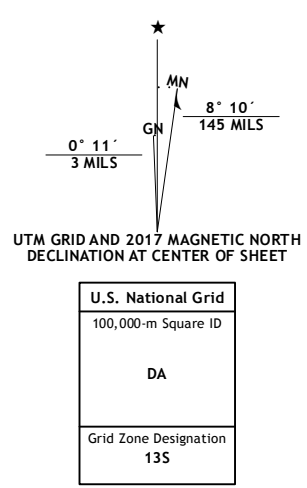 ★
MN
GN
8° 10´
145 MILS
0° 11´
3 MILS
UTM GRID AND 2017 MAGNETIC NORTH
DECLINATION AT CENTER OF SHEET
U.S. National Grid
100,000-m Square ID
DA
Grid Zone Designation
13S